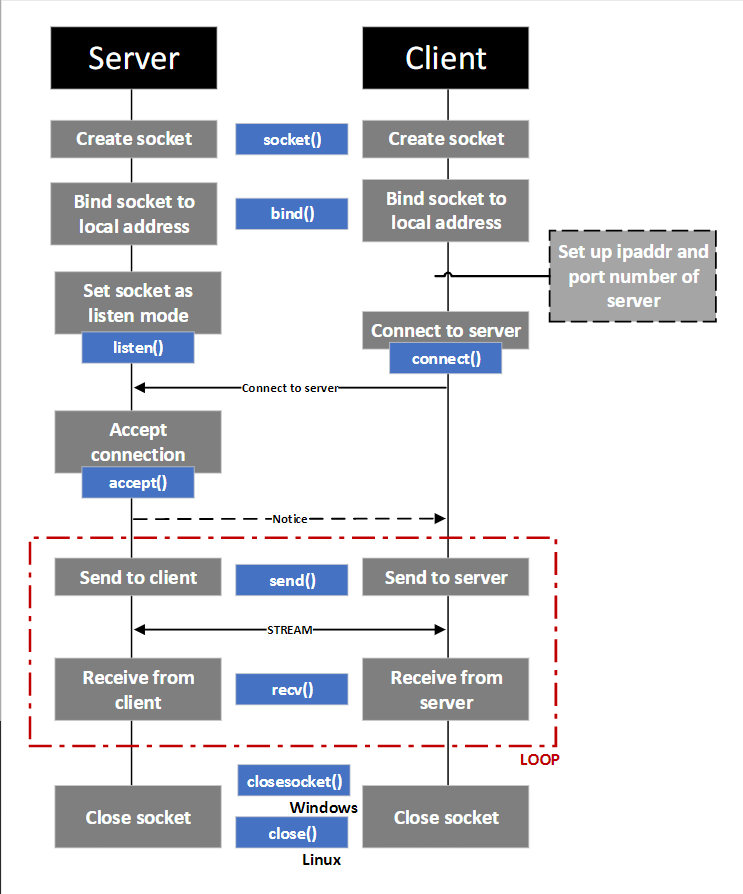 Server
Client
Create socket
socket()
Create socket
Bind socket to
local address
bind()
Bind socket to
local address
Set up ipaddr and
port number of
server
Set socket as
listen mode
listen()
Connect to server
connect()
Connect to server
Accept
connection
accept()
Notice
Send to client
send()
Send to server
STREAM
Receive from
client
recv()
Receive from
server
LOOP
closesocket()
Windows
Close socket
close()
Close socket
Linux